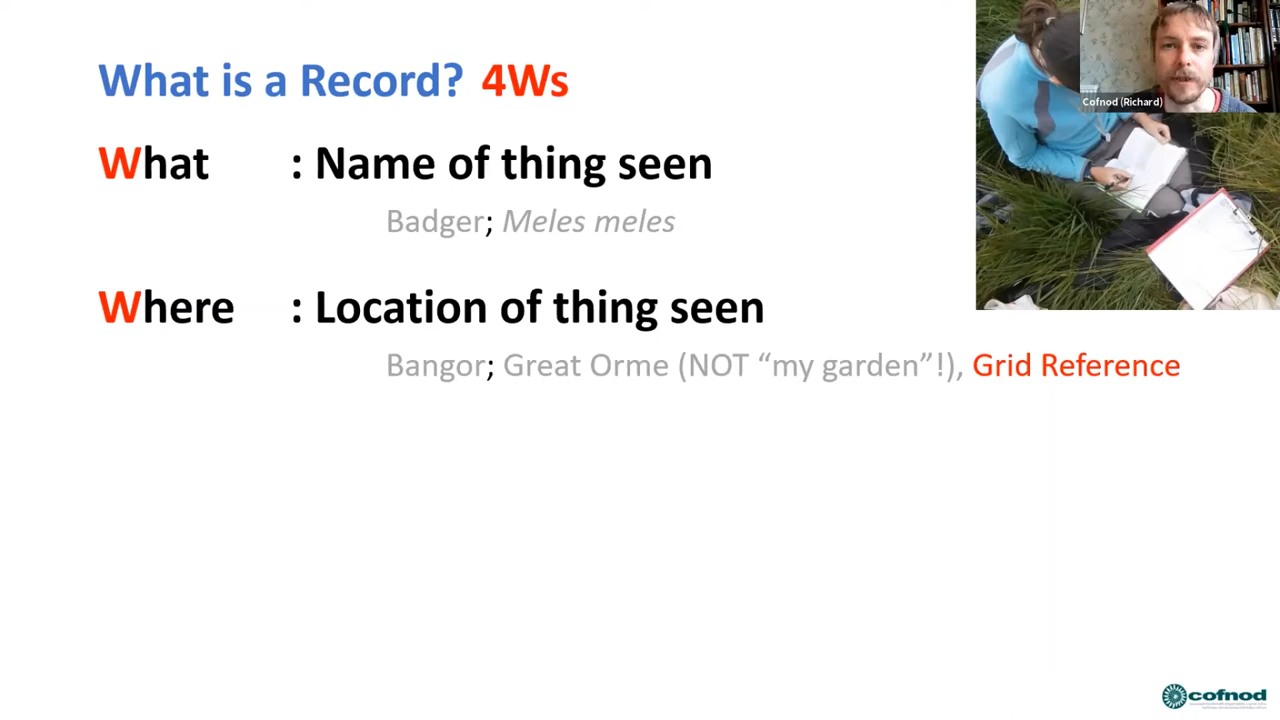 What is a Record? 4Ws
Cofnod (Richard)
What : Name of thing seen
Badger; Meles meles
Where : Location of thing seen
Bangor; Great Orme (NOT “my garden”!), Grid Reference
cofnod